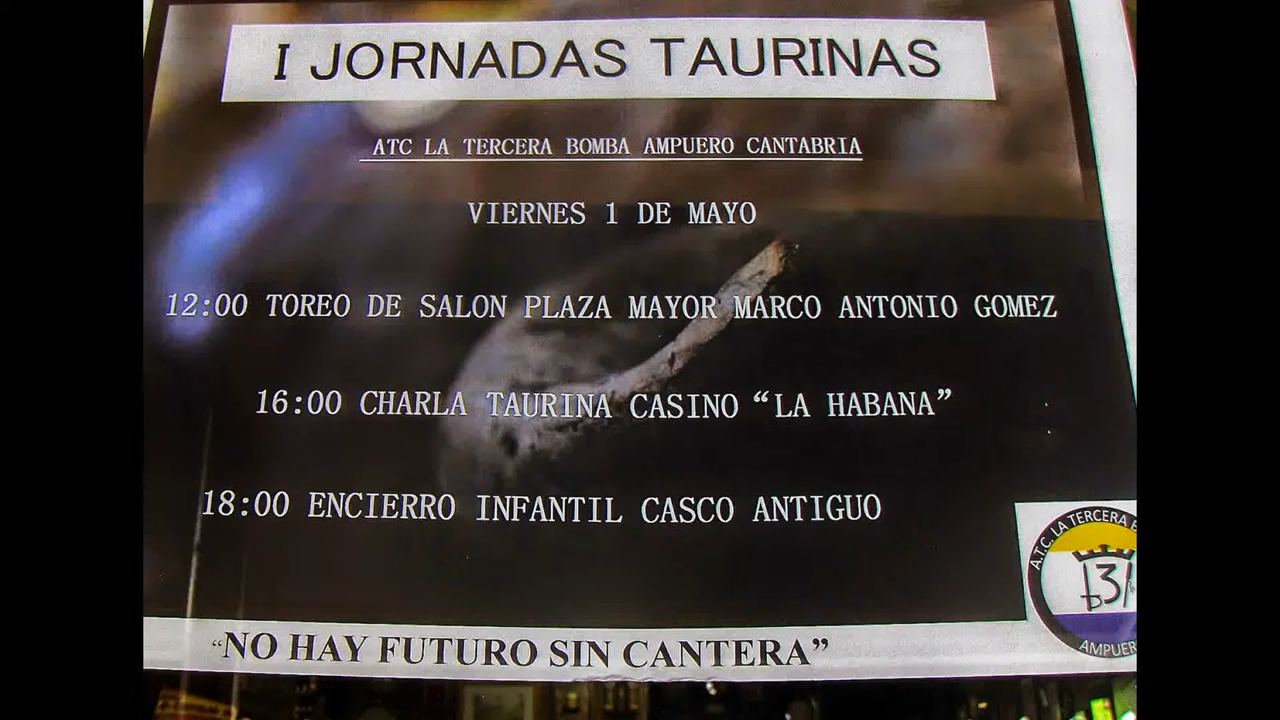 I JORNADAS TAURINAS
ATC LA TERCERA BOMBA AMPUERO CANTABRIA
VIERNES 1 DE MAYO
12:00 TOREO DE SALON PLAZA MAYOR MARCO ANTONIO GOMEZ
16:00 CHARLA TAURINA CASINO “LA HABANA”
18:00 ENCIERRO INFANTIL CASCO ANTIGUO
A.T.C. LA TERCERA
“NO HAY FUTURO SIN CANTERA”